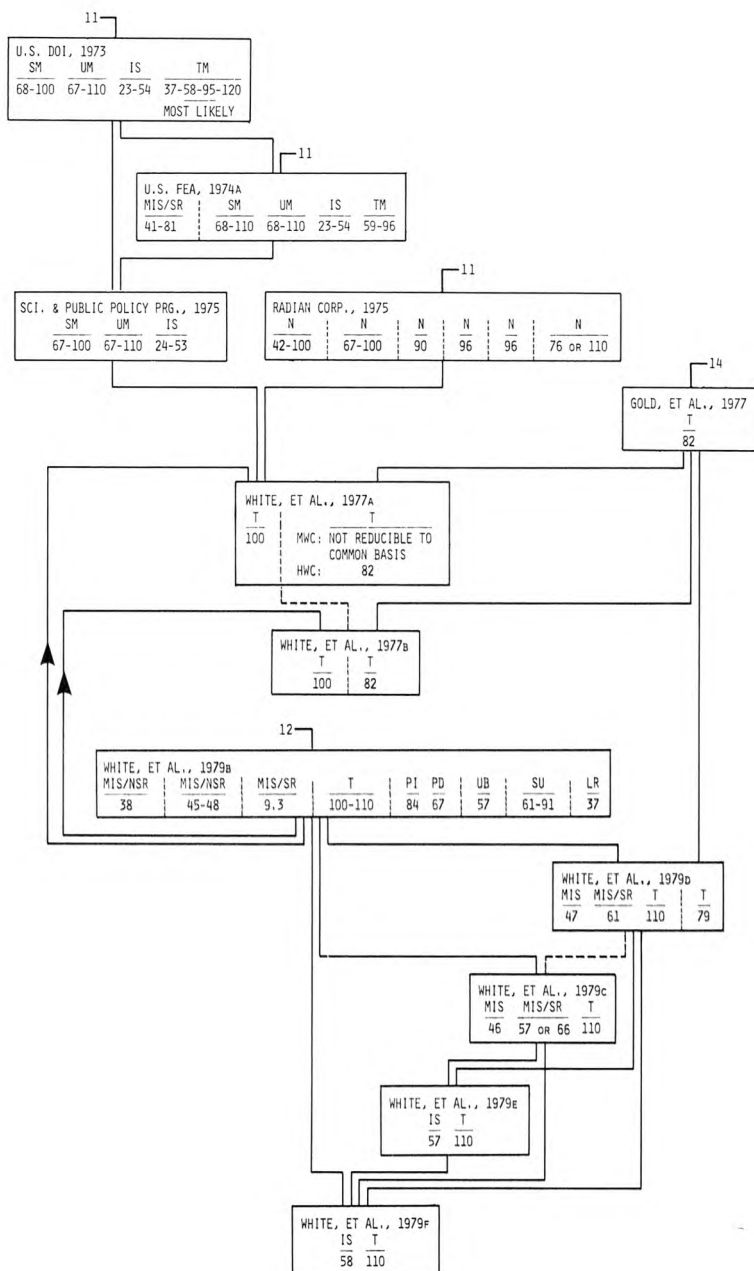 11
U.S. DOI, 1973
SM UM IS TM
68-100 67-110 23-54 37-58-95-120
MOST LIKELY
11
U.S. FEA, 1974A
MIS/SR SM UM IS TM
41-81 68-110 68-110 23-54 59-96
SCI. & PUBLIC POLICY PRG., 1975
SM UM IS
67-100 67-110 24-53
11
RADIAN CORP., 1975
N N N N N N
42-100 67-100 90 96 96 76 OR 110
14
GOLD, ET AL., 1977
T
82
WHITE, ET AL., 1977A
T T
100 MWC: NOT REDUCIBLE TO
COMMON BASIS
HWC: 82
WHITE, ET AL., 1977B
T T
100 82
12
WHITE, ET AL., 1979B
MIS/NSR MIS/NSR MIS/SR T PI PD UB SU LR
38 45-48 9.3 100-110 84 67 57 61-91 37
WHITE, ET AL., 1979D
MIS MIS/SR T T
47 61 110 79
WHITE, ET AL., 1979C
MIS MIS/SR T
46 57 OR 66 110
WHITE, ET AL., 1979E
IS T
57 110
WHITE, ET AL., 1979F
IS T
58 110